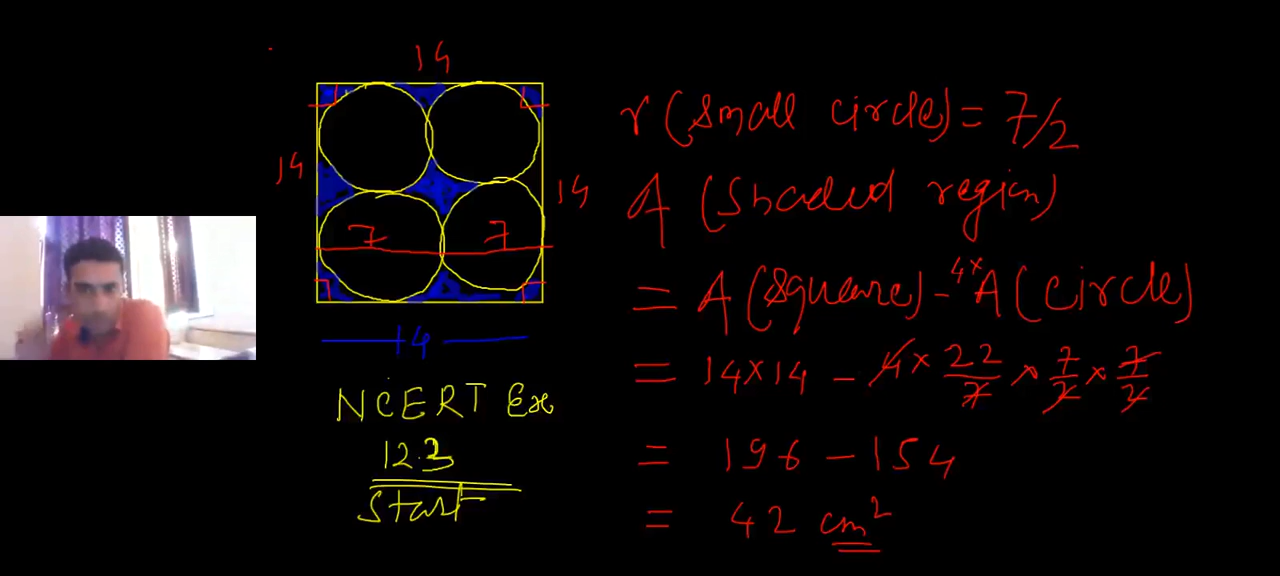 14
14
14
7 7
14
NCERT Ex
12.3
Start
r (small circle) = 7/2
A (Shaded region)
= A (square) - 4× A (circle)
= 14×14 - 4 × 22/7 × 7/2 × 7/2
= 196 - 154
= 42 cm²